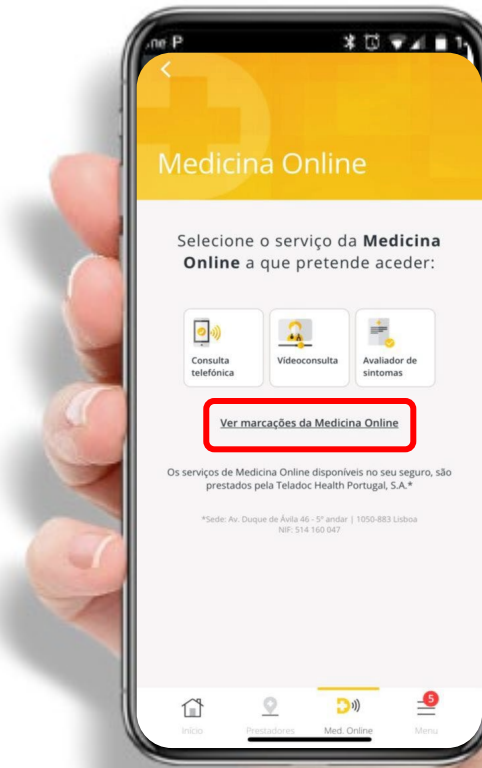 ne P
Medicina Online
Selecione o serviço da Medicina
Online a que pretende aceder:
Consulta
telefónica
Vídeoconsulta
Avaliador de
sintomas
Ver marcações da Medicina Online
Os serviços de Medicina Online disponíveis no seu seguro, são
prestados pela Teladoc Health Portugal, S.A.*
*Sede: Av. Duque de Ávila 46 - 5º andar | 1050-883 Lisboa
NIF: 514 160 047
5
Início
Prestadores
Med. Online
Menu